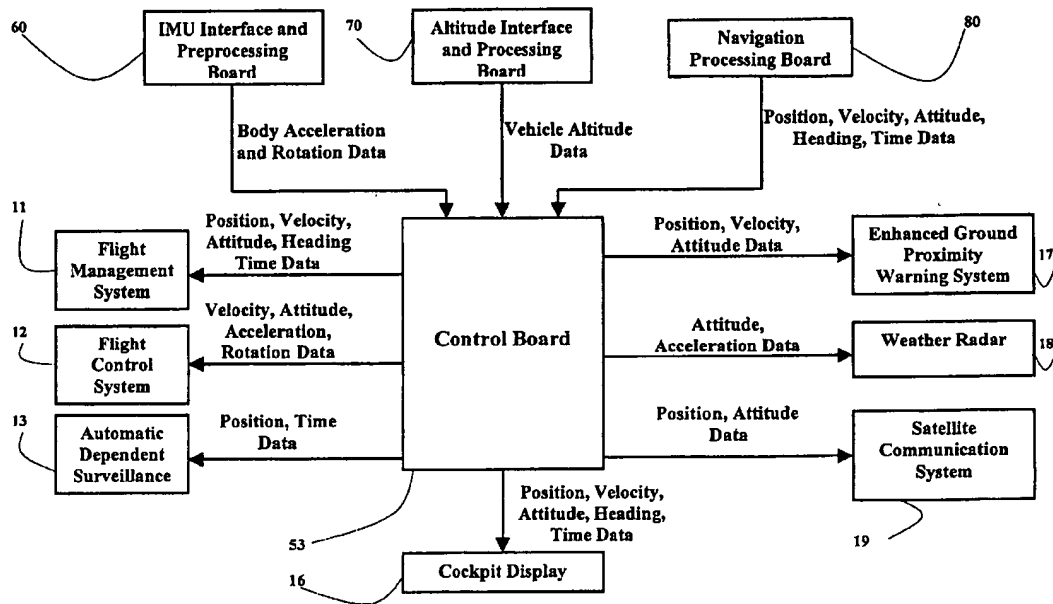 60
IMU Interface and
Preprocessing
Board
70
Altitude Interface
and Processing
Board
Navigation
Processing Board
80
Body Acceleration
and Rotation Data
Vehicle Altitude
Data
Position, Velocity, Attitude,
Heading, Time Data
11
Flight
Management
System
Position, Velocity,
Attitude, Heading
Time Data
12
Flight
Control
System
Velocity, Attitude,
Acceleration,
Rotation Data
13
Automatic
Dependent
Surveillance
Position, Time
Data
Control Board
53
Position, Velocity,
Attitude Data
Enhanced Ground
Proximity
Warning System
17
Attitude,
Acceleration Data
Weather Radar
18
Position, Attitude
Data
Satellite
Communication
System
19
Position, Velocity,
Attitude, Heading,
Time Data
16
Cockpit Display